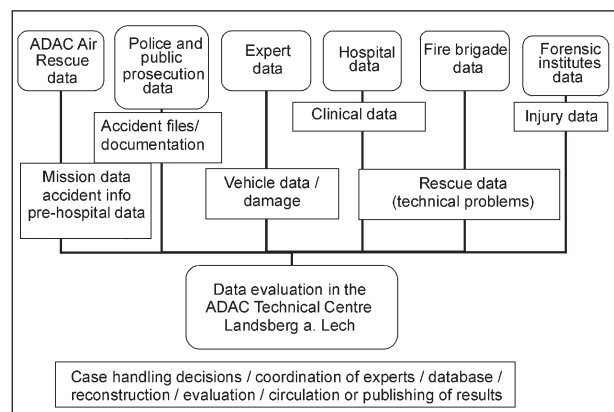 ADAC Air
Rescue
data
Police and
public
prosecution
data
Expert
data
Hospital
data
Fire brigade
data
Forensic
institutes
data
Accident files/
documentation
Clinical data
Injury data
Mission data
accident info
pre-hospital data
Vehicle data /
damage
Rescue data
(technical problems)
Data evaluation in the
ADAC Technical Centre
Landsberg a. Lech
Case handling decisions / coordination of experts / database /
reconstruction / evaluation / circulation or publishing of results